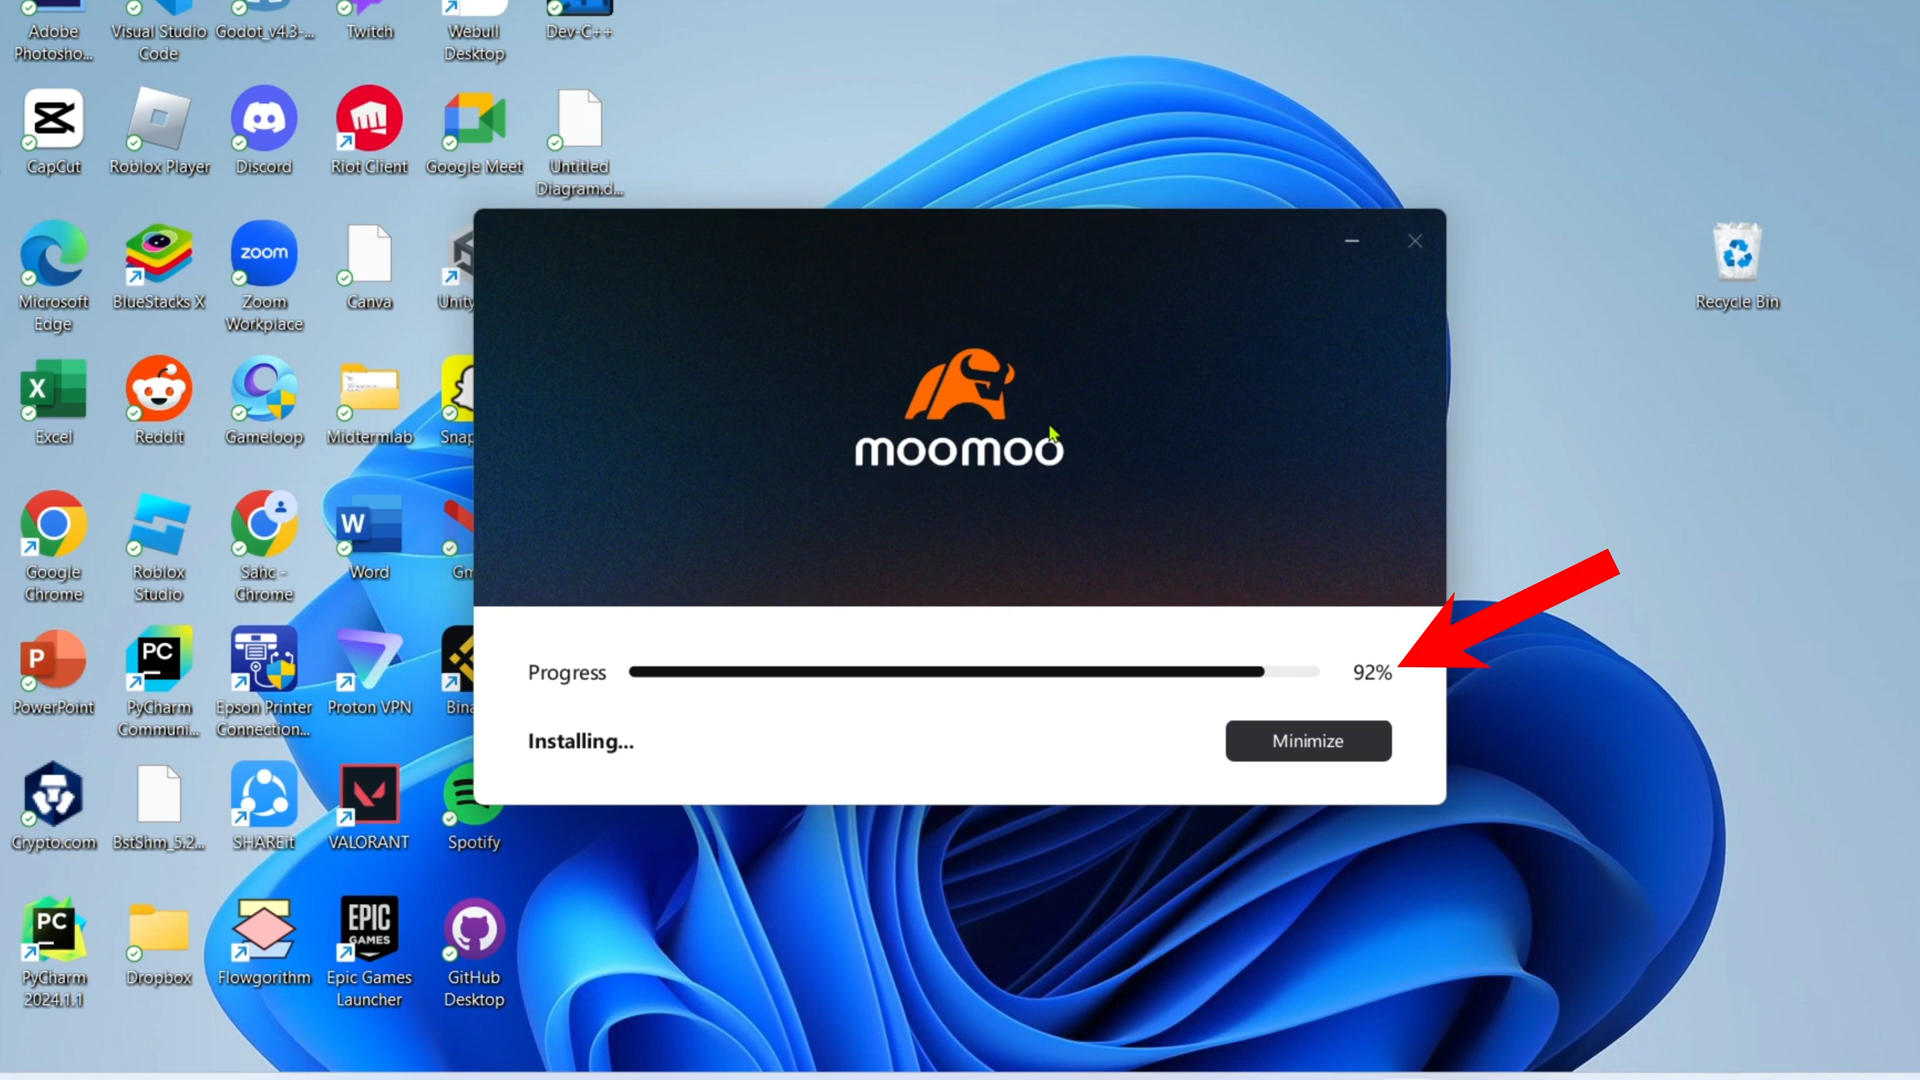 Adobe
Photosho...
Visual Studio
Code
Godot_v4.3-...
Twitch
Webull
Desktop
Dev-C++
CapCut
Roblox Player
Discord
Riot Client
Google Meet
Untitled
Diagram.d...
Microsoft
Edge
BlueStacks X
zoom
Zoom
Workplace
Canva
Unity
Recycle Bin
X
Excel
Reddit
Gameloop
Midtermlab
Snap
moomoo
Google
Chrome
Roblox
Studio
Sahc -
Chrome
W
Word
Gm
P
PowerPoint
PC
PyCharm
Communi...
Epson Printer
Connection...
Proton VPN
Bina
Progress
92%
Installing...
Minimize
Crypto.com
BstShm_5.2...
SHAREit
VALORANT
Spotify
PC
PyCharm
2024.1.1
Dropbox
Flowgorithm
EPIC
GAMES
Epic Games
Launcher
GitHub
Desktop